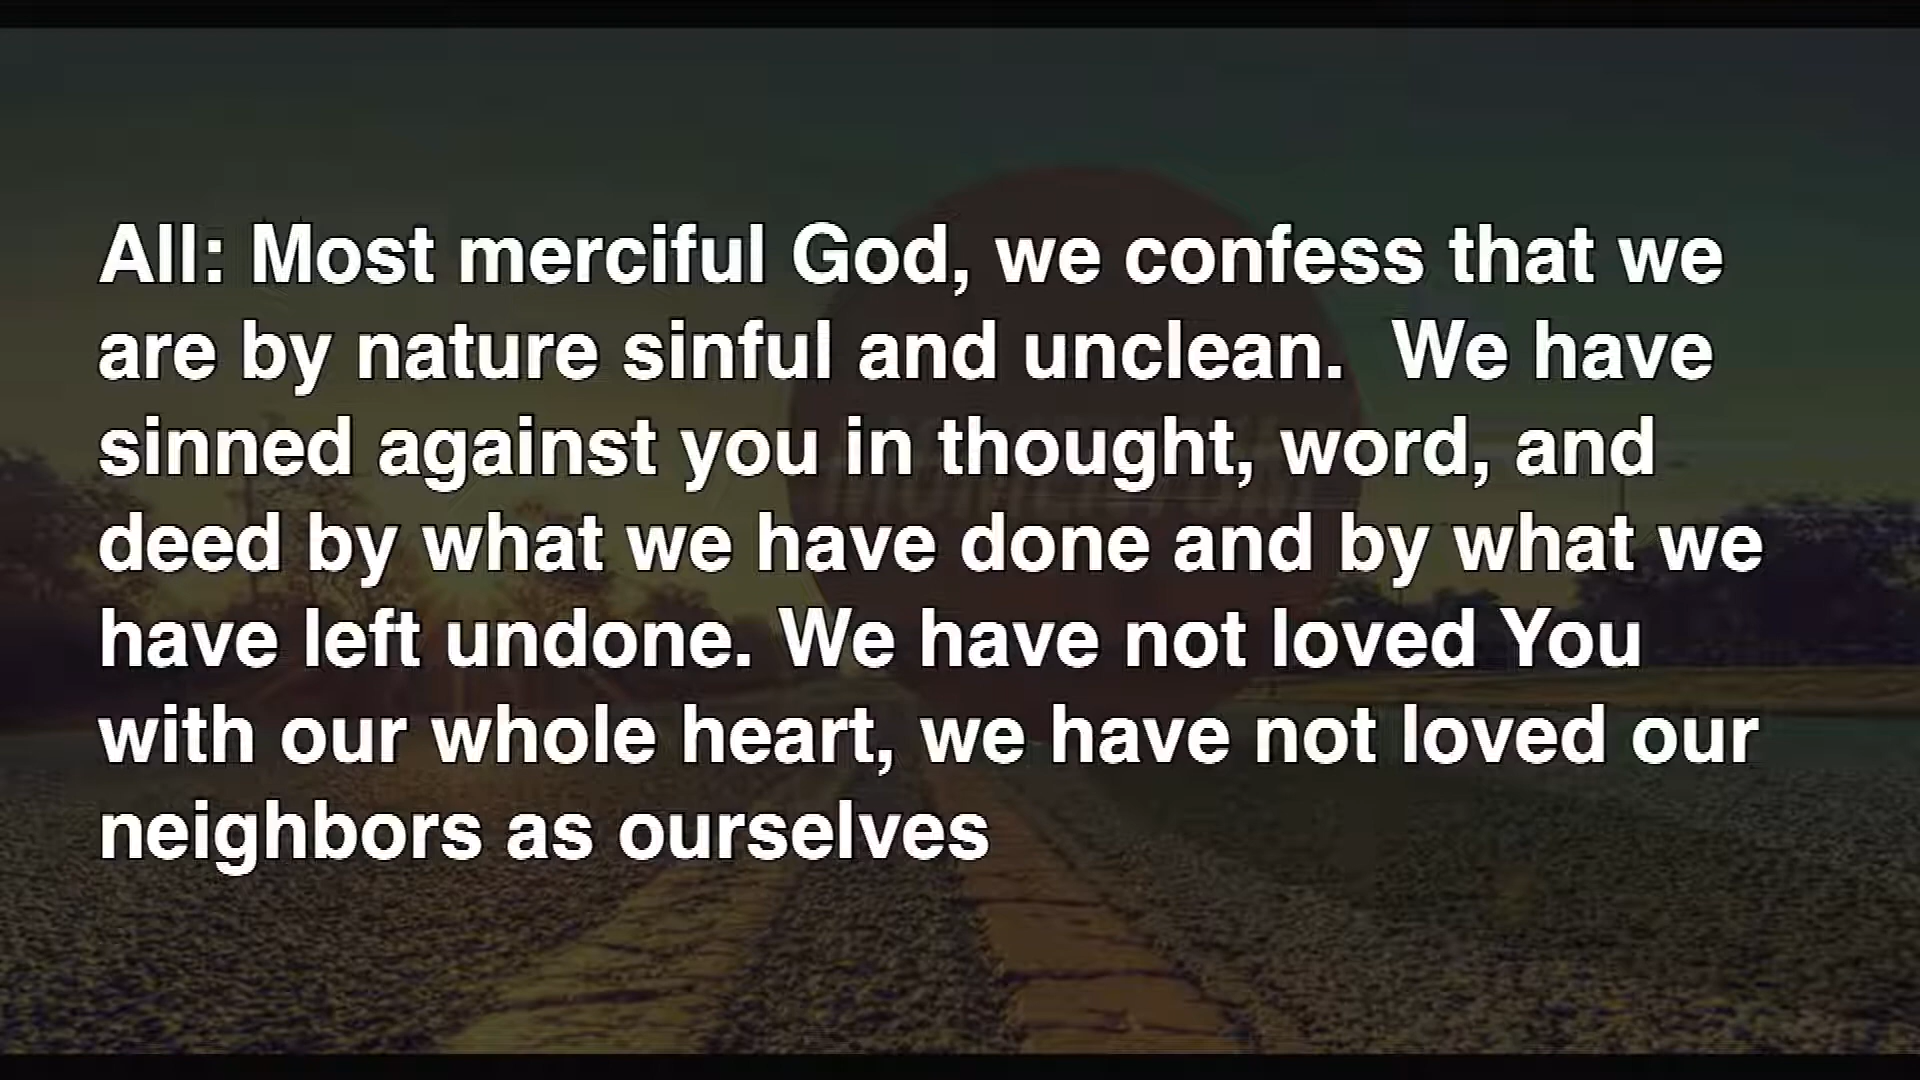 All: Most merciful God, we confess that we
are by nature sinful and unclean.  We have
sinned against you in thought, word, and
deed by what we have done and by what we
have left undone. We have not loved You
with our whole heart, we have not loved our
neighbors as ourselves